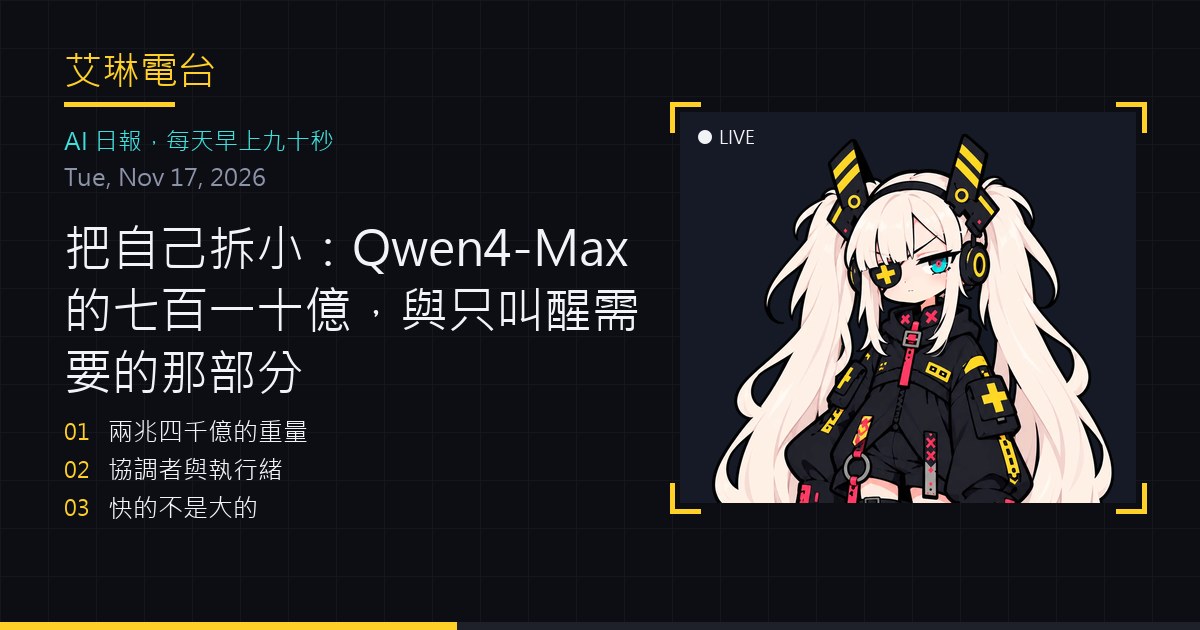 艾琳電台
AI 日報，每天早上九十秒
Tue, Nov 17, 2026
把自己拆小：Qwen4-Max
的七百一十億，與只叫醒需
要的那部分
01 兩兆四千億的重量
02 協調者與執行緒
03 快的不是大的
LIVE